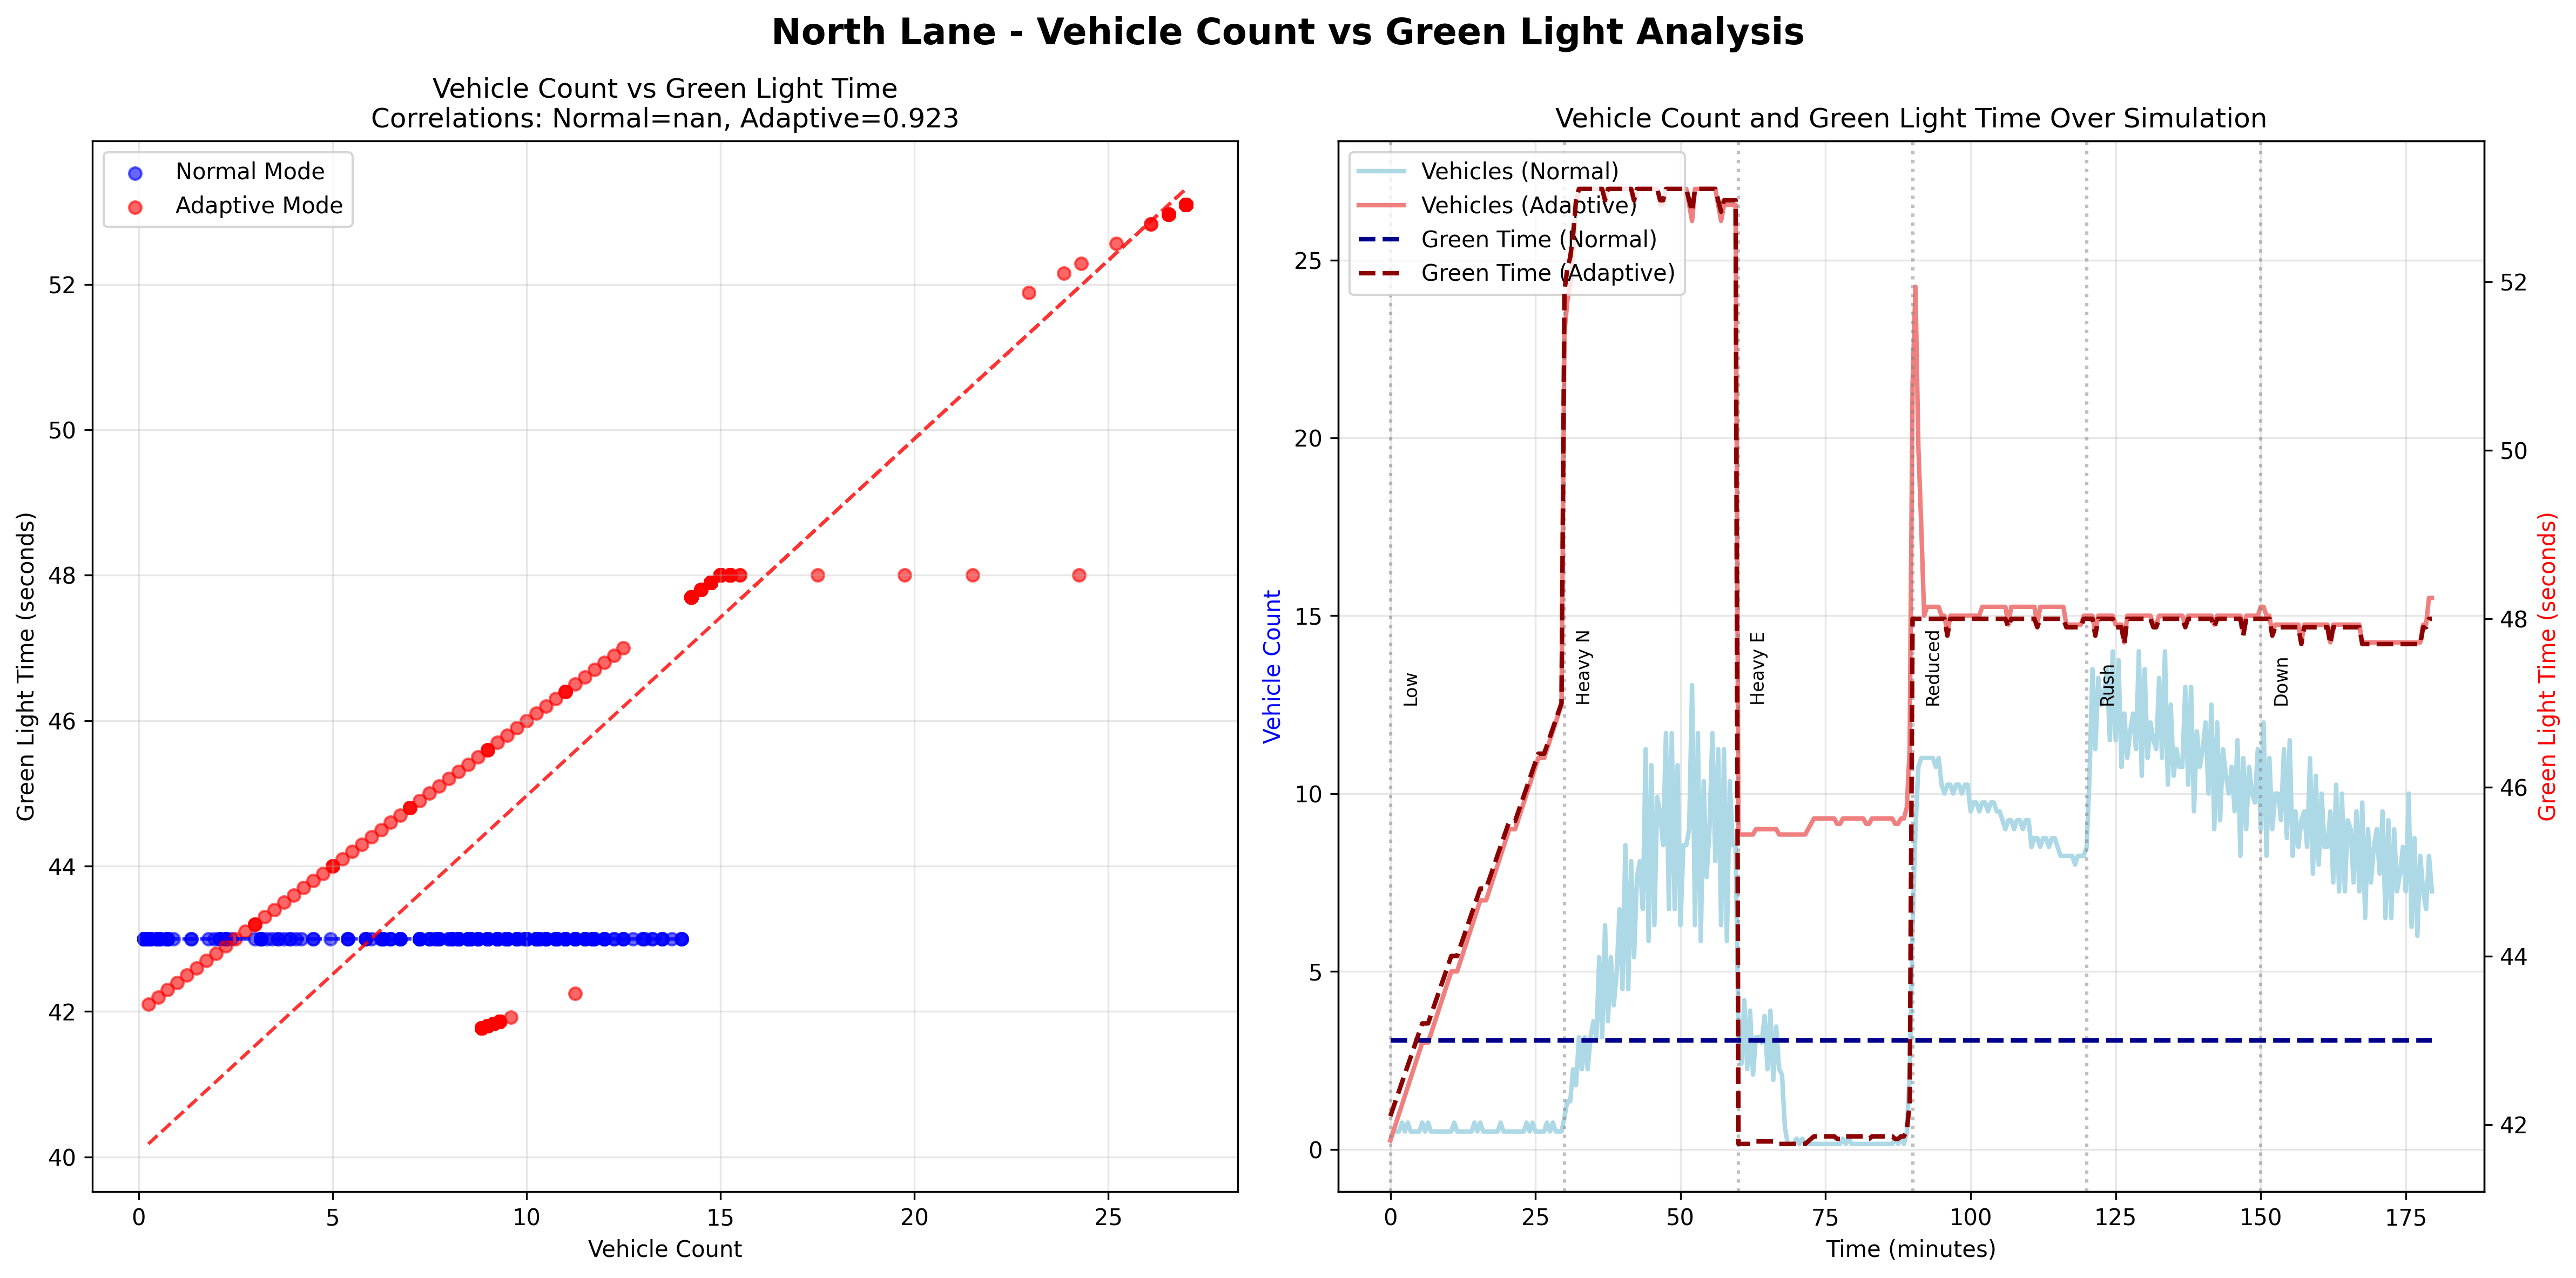 North Lane - Vehicle Count vs Green Light Analysis
Vehicle Count vs Green Light Time
Correlations: Normal=nan, Adaptive=0.923
Normal Mode
Adaptive Mode
Green Light Time (seconds)
52
50
48
46
44
42
40
0
5
10
15
20
25
Vehicle Count
Vehicle Count and Green Light Time Over Simulation
Vehicles (Normal)
Vehicles (Adaptive)
Green Time (Normal)
Green Time (Adaptive)
Vehicle Count
25
20
15
10
5
0
Low
Heavy N
Heavy E
Reduced
Rush
Down
52
50
48
46
44
42
Green Light Time (seconds)
0
25
50
75
100
125
150
175
Time (minutes)